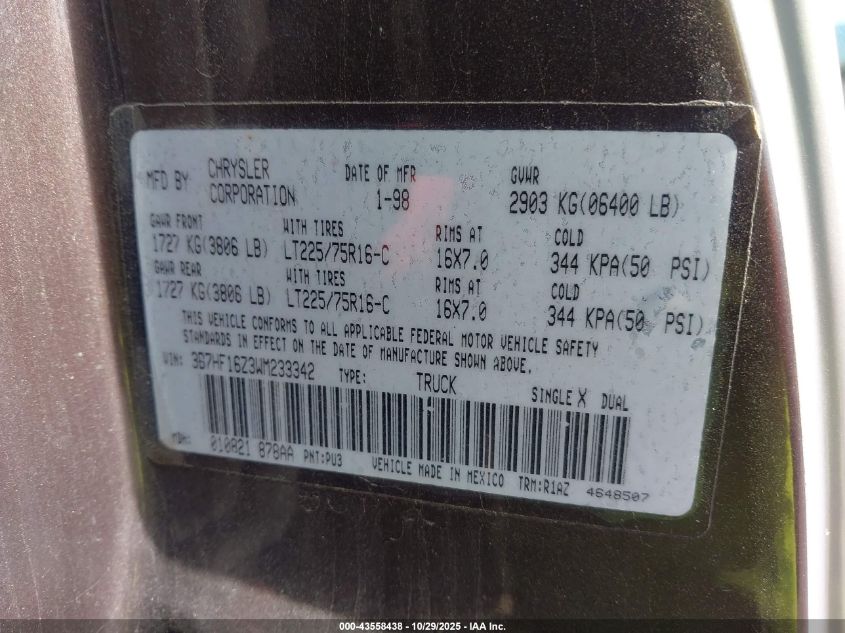 MFD BY CHRYSLER CORPORATION DATE OF MFR 1-98 GVWR 2903 KG(06400 LB)
GAWR FRONT WITH TIRES RIMS AT COLD
1727 KG(3806 LB) LT225/75R16-C 16X7.0 344 KPA(50 PSI)
GAWR REAR WITH TIRES RIMS AT COLD
1727 KG(3806 LB) LT225/75R16-C 16X7.0 344 KPA(50 PSI)
THIS VEHICLE CONFORMS TO ALL APPLICABLE FEDERAL MOTOR VEHICLE SAFETY
STANDARDS IN EFFECT ON THE DATE OF MANUFACTURE SHOWN ABOVE.
VIN: 3B7HF16Z3WM233342 TYPE: TRUCK SINGLE X DUAL
MDH: 010821 878AA PNT:PU3 VEHICLE MADE IN MEXICO TRM:R1AZ 4648507
000-43558438 - 10/29/2025 - IAA Inc.